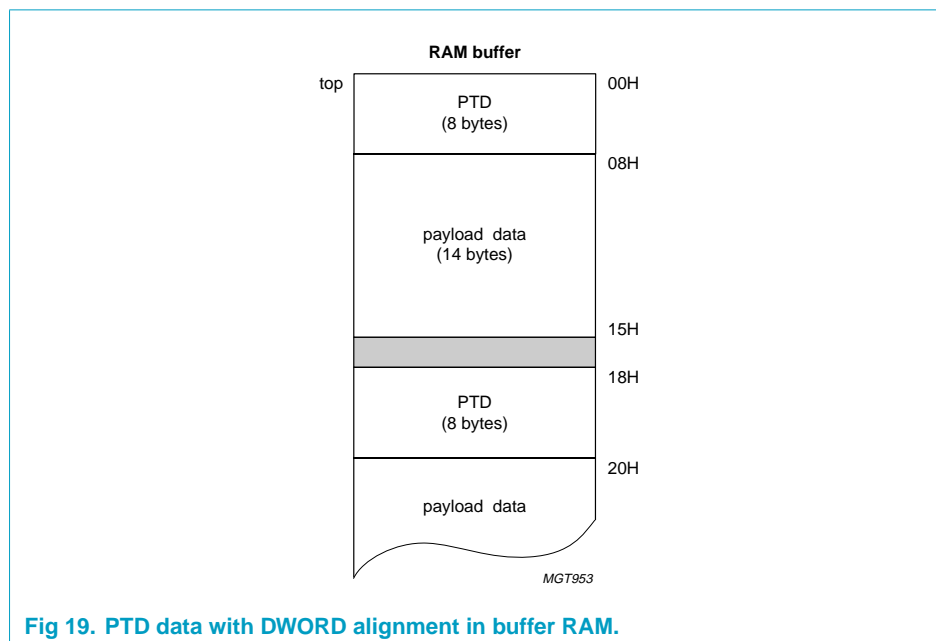 RAM buffer
top
00H
PTD
(8 bytes)
08H
payload data
(14 bytes)
15H
18H
PTD
(8 bytes)
20H
payload data
MGT953
Fig 19. PTD data with DWORD alignment in buffer RAM.